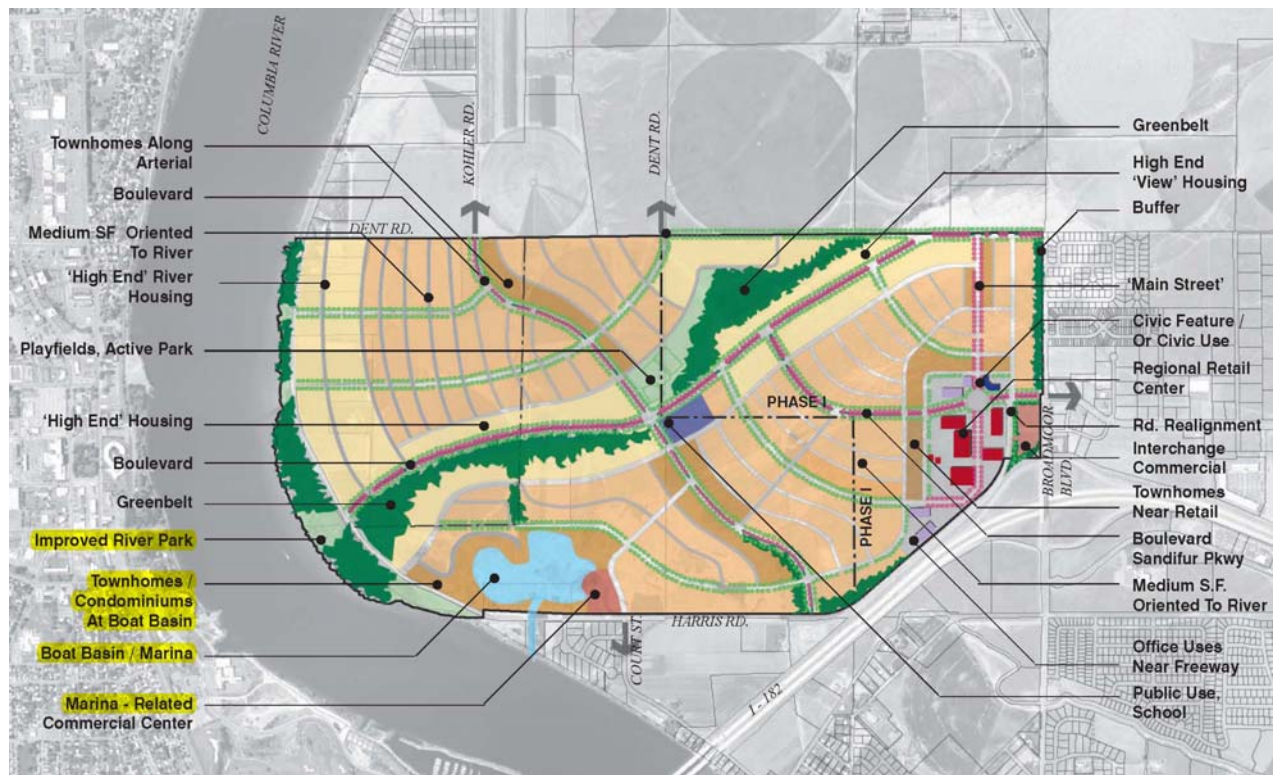 COLUMBIA RIVER
KOHLER RD.
DENT RD.
DENT RD.
Townhomes Along
Arterial
Boulevard
Medium SF Oriented
To River
'High End' River
Housing
Playfields, Active Park
'High End' Housing
Boulevard
Greenbelt
Improved River Park
Townhomes /
Condominiums
At Boat Basin
Boat Basin / Marina
Marina - Related
Commercial Center
PHASE I
PHASE I
COURT ST.
HARRIS RD.
I - 182
BROADMOOR
BLVD
Greenbelt
High End
'View' Housing
Buffer
'Main Street'
Civic Feature /
Or Civic Use
Regional Retail
Center
Rd. Realignment
Interchange
Commercial
Townhomes
Near Retail
Boulevard
Sandifur Pkwy
Medium S.F.
Oriented To River
Office Uses
Near Freeway
Public Use,
School